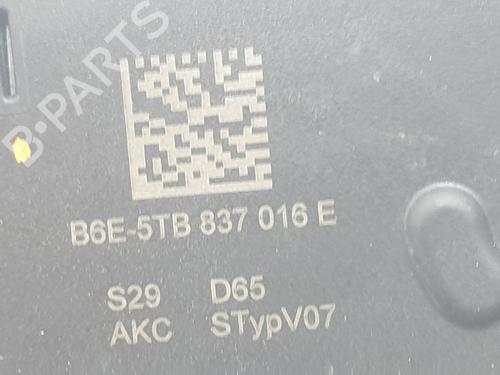 B-PARTS
B6E-5TB 837 016 E
S29 D65
AKC STypV07